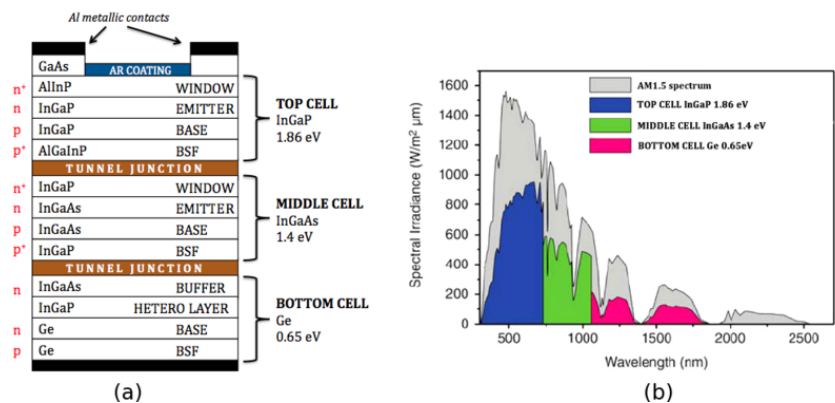 Al metallic contacts
GaAs
AR COATING
n⁺ AlInP WINDOW
n InGaP EMITTER
p InGaP BASE
p⁺ AlGaInP BSF
TOP CELL
InGaP
1.86 eV
TUNNEL JUNCTION
n⁺ InGaP WINDOW
n InGaAs EMITTER
p InGaAs BASE
p⁺ InGaP BSF
MIDDLE CELL
InGaAs
1.4 eV
TUNNEL JUNCTION
n InGaAs BUFFER
InGaP HETERO LAYER
n Ge BASE
p Ge BSF
BOTTOM CELL
Ge
0.65 eV
(a)
Spectral Irradiance (W/m² µm)
1600
1400
1200
1000
800
600
400
200
0
AM1.5 spectrum
TOP CELL InGaP 1.86 eV
MIDDLE CELL InGaAs 1.4 eV
BOTTOM CELL Ge 0.65eV
500 1000 1500 2000 2500
Wavelength (nm)
(b)